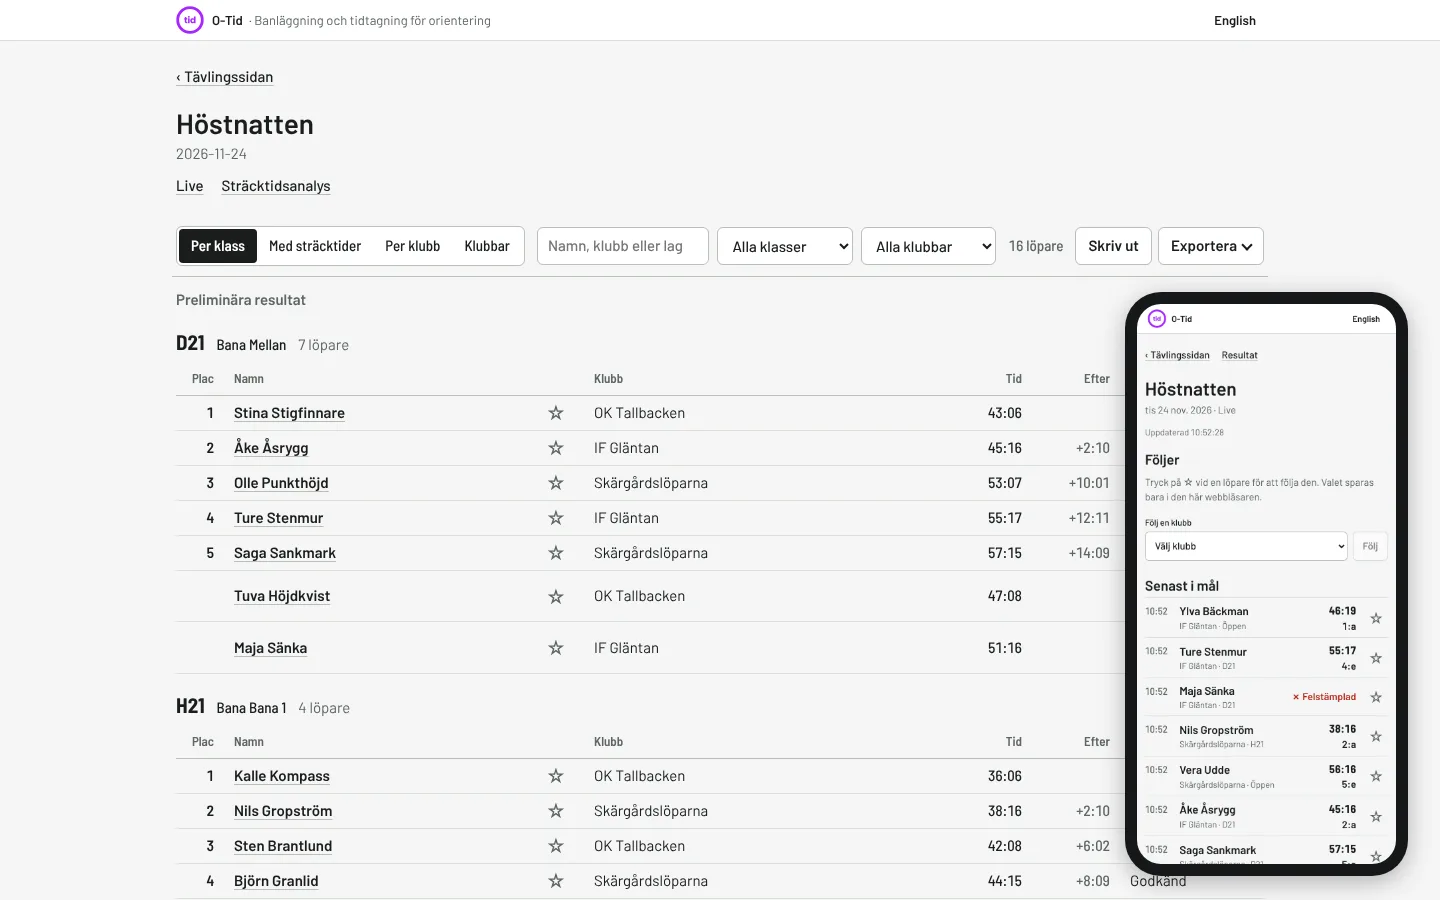 tid O-Tid · Banläggning och tidtagning för orientering English
‹ Tävlingssidan
Höstnatten
2026-11-24
Live Sträcktidsanalys
Per klass Med sträcktider Per klubb Klubbar Namn, klubb eller lag Alla klasser Alla klubbar 16 löpare Skriv ut Exportera
Preliminära resultat
D21 Bana Mellan 7 löpare
Plac Namn Klubb Tid Efter
1 Stina Stigfinnare ☆ OK Tallbacken 43:06
2 Åke Åsrygg ☆ IF Gläntan 45:16 +2:10
3 Olle Punkthöjd ☆ Skärgårdslöparna 53:07 +10:01
4 Ture Stenmur ☆ IF Gläntan 55:17 +12:11
5 Saga Sankmark ☆ Skärgårdslöparna 57:15 +14:09
Tuva Höjdkvist ☆ OK Tallbacken 47:08
Maja Sänka ☆ IF Gläntan 51:16
H21 Bana Bana 1 4 löpare
Plac Namn Klubb Tid Efter
1 Kalle Kompass ☆ OK Tallbacken 36:06
2 Nils Gropström ☆ Skärgårdslöparna 38:16 +2:10
3 Sten Brantlund ☆ OK Tallbacken 42:08 +6:02
4 Björn Granlid ☆ Skärgårdslöparna 44:15 +8:09 Godkänd
tid O-Tid English
‹ Tävlingssidan Resultat
Höstnatten
tis 24 nov. 2026 · Live
Uppdaterad 10:52:28
Följer
Tryck på ☆ vid en löpare för att följa den. Valet sparas
bara i den här webbläsaren.
Följ en klubb
Välj klubb Följ
Senast i mål
10:52 Ylva Bäckman 46:19 ☆
IF Gläntan · Öppen 1:a
10:52 Ture Stenmur 55:17 ☆
IF Gläntan · D21 4:e
10:52 Maja Sänka × Felstämplad ☆
IF Gläntan · D21
10:52 Nils Gropström 38:16 ☆
Skärgårdslöparna · H21 2:a
10:52 Vera Udde 56:16 ☆
Skärgårdslöparna · Öppen 5:e
10:52 Åke Åsrygg 45:16 ☆
IF Gläntan · D21 2:a
10:52 Saga Sankmark 57:15 ☆